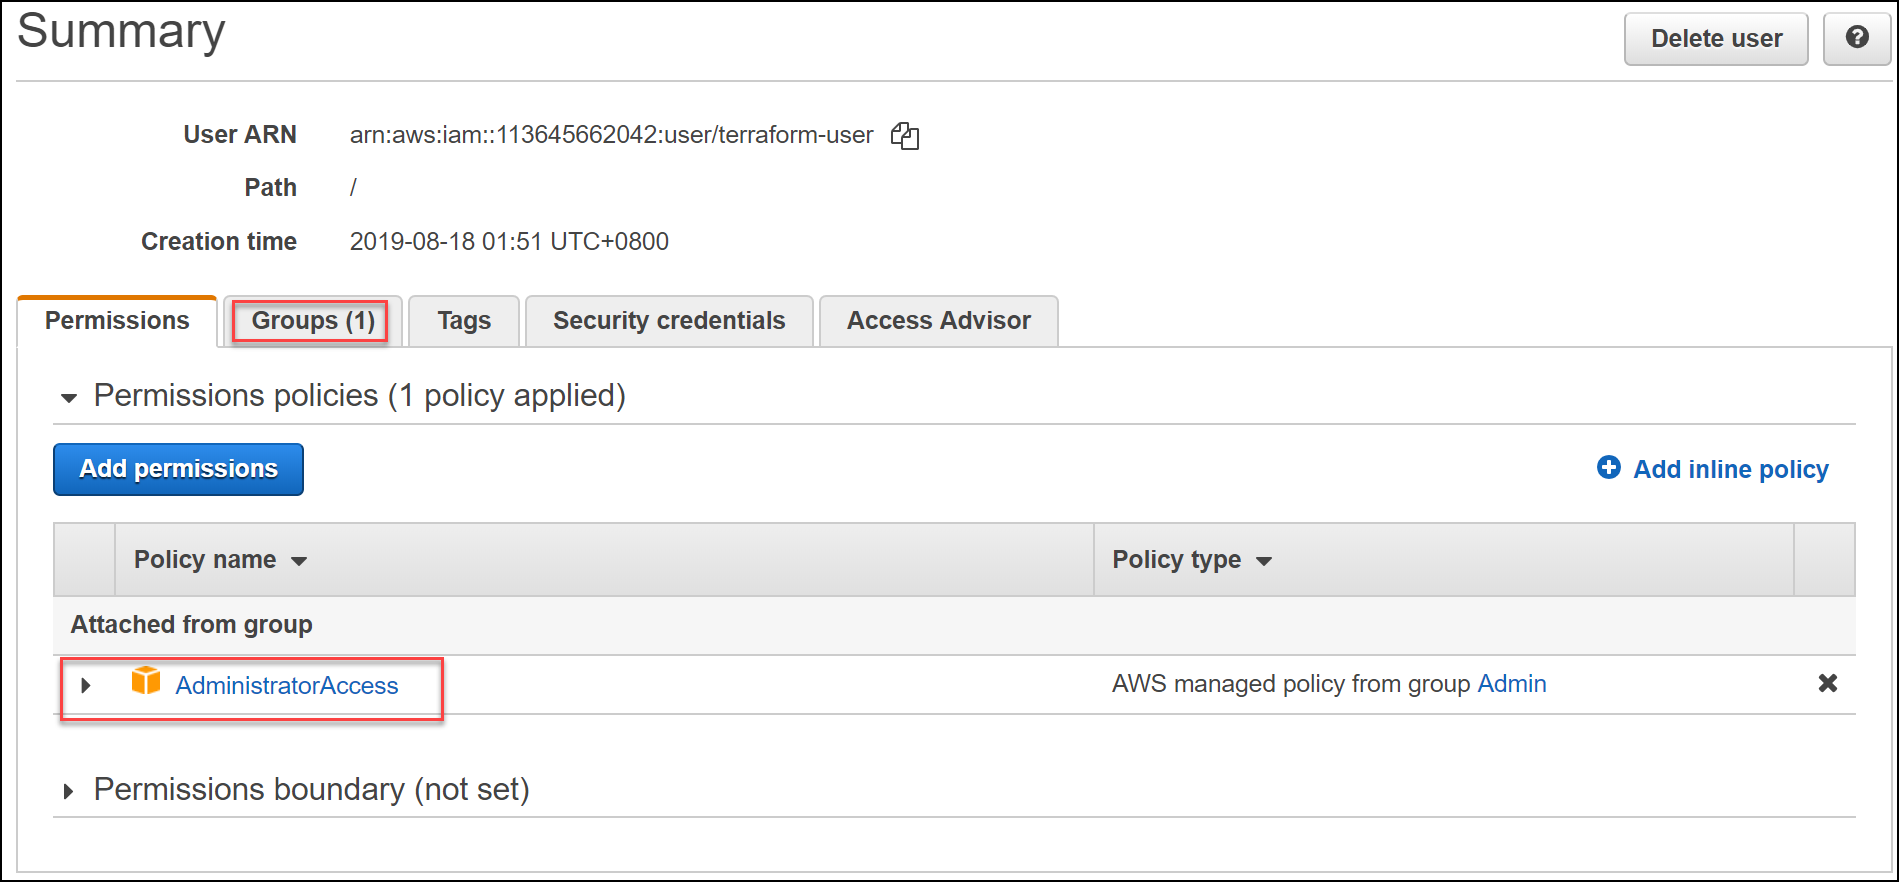 Summary
Delete user
User ARN arn:aws:iam::113645662042:user/terraform-user
Path /
Creation time 2019-08-18 01:51 UTC+0800
Permissions Groups (1) Tags Security credentials Access Advisor
Permissions policies (1 policy applied)
Add permissions Add inline policy
Policy name Policy type
Attached from group
AdministratorAccess AWS managed policy from group Admin
Permissions boundary (not set)